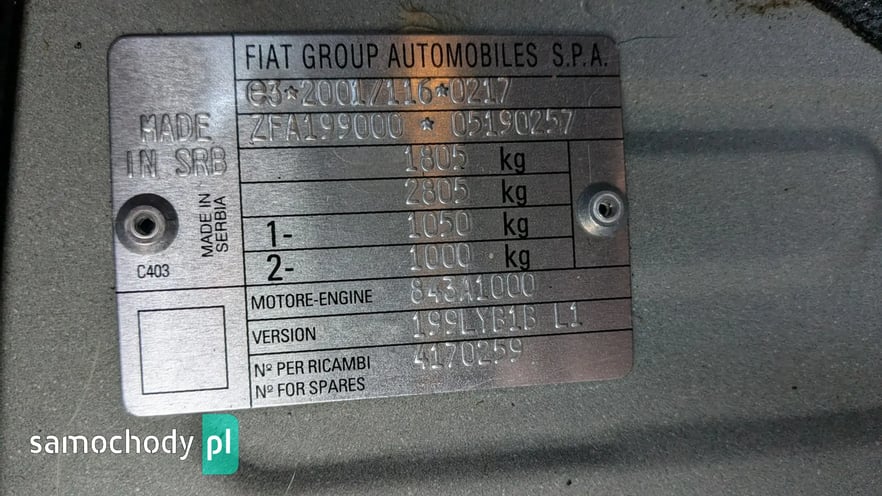 FIAT GROUP AUTOMOBILES S.P.A.
e3*2001/116*0217
ZFA199000 * 05190257
MADE
IN SRB
1805 kg
2805 kg
1- 1050 kg
2- 1000 kg
MADE IN
SERBIA
C403
MOTORE-ENGINE 843A1000
VERSION 199LYB1B L1
Nº PER RICAMBI 4170259
Nº FOR SPARES
samochody pl